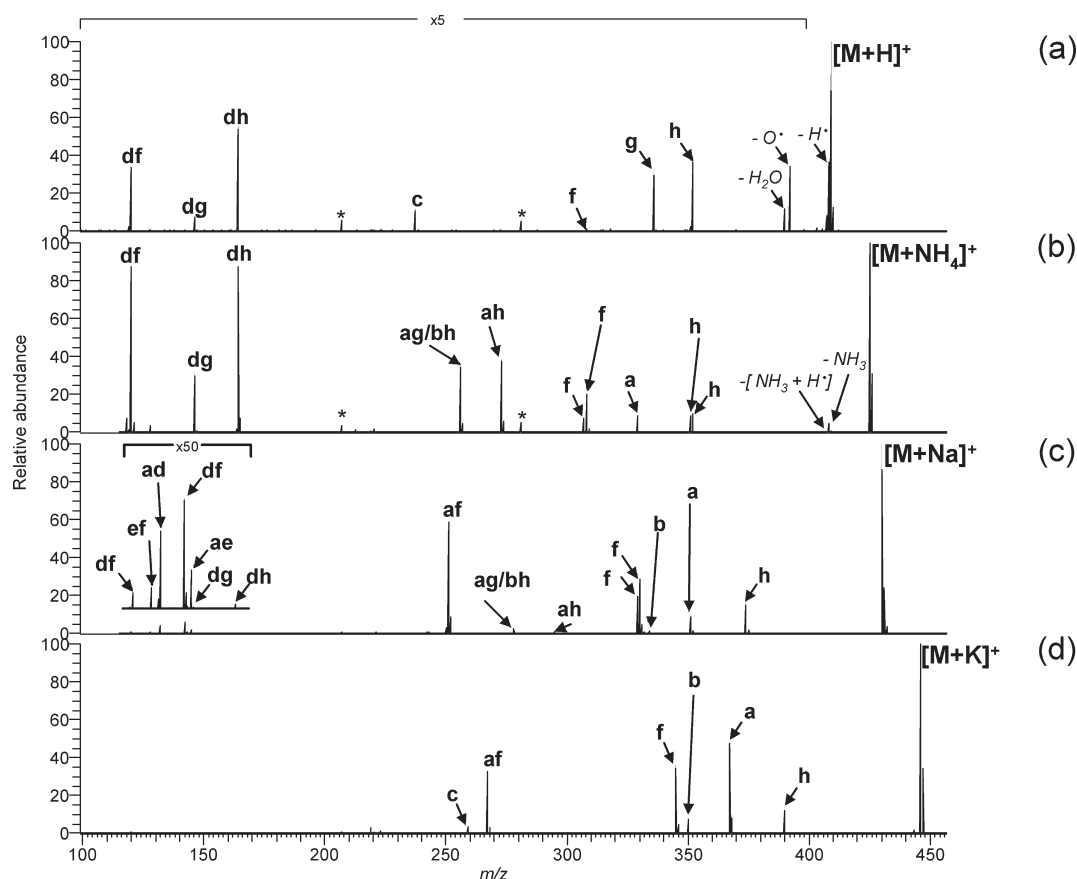 x5
(a)
100
80
60
40
20
0
df
dg
dh
*
c
*
f
g
h
- H₂O
- O•
- H•
[M+H]⁺
(b)
100
80
60
40
20
0
df
dg
dh
*
ag/bh
ah
*
f
f
a
h
h
-[ NH₃ + H•]
- NH₃
[M+NH₄]⁺
Relative abundance
(c)
100
80
60
40
20
0
x50
df
ef
ad
df
ae
dg
dh
af
ag/bh
ah
f
f
b
a
h
[M+Na]⁺
(d)
100
80
60
40
20
0
c
af
f
b
a
h
[M+K]⁺
100 150 200 250 300 350 400 450
m/z